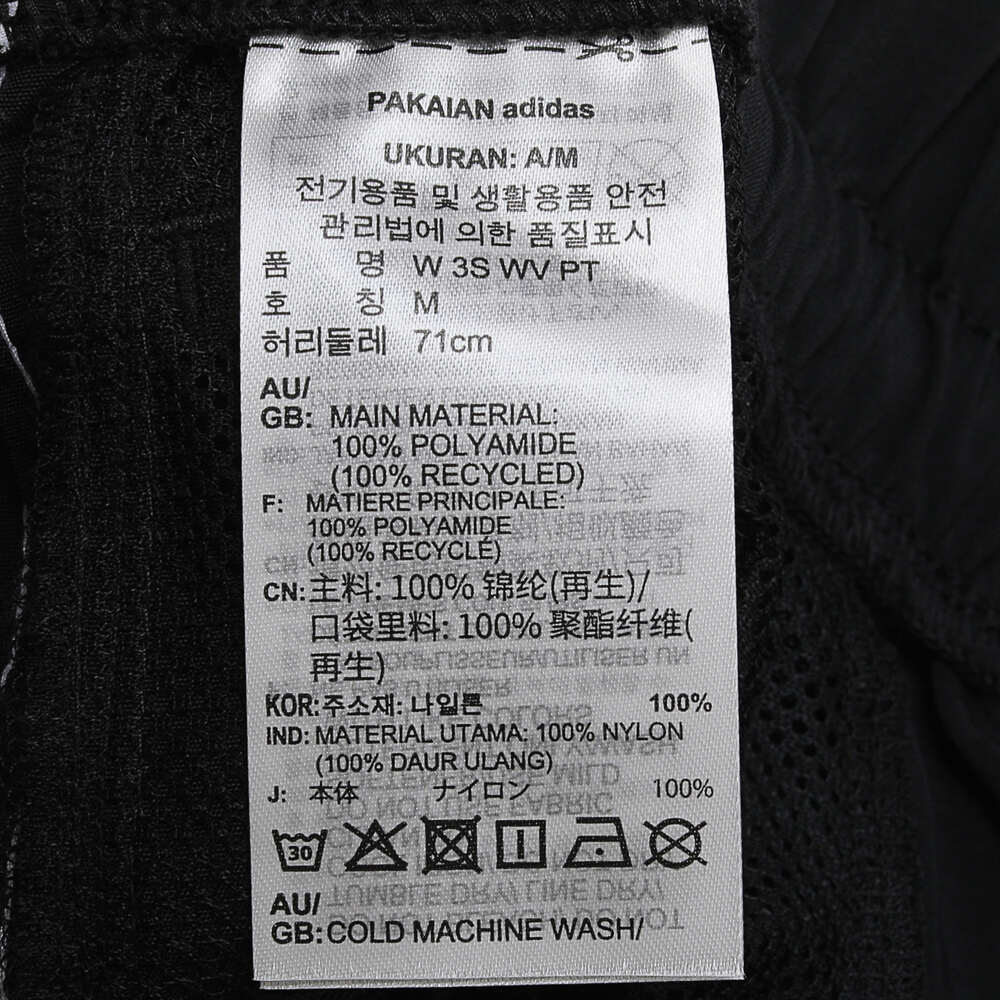 PAKAIAN adidas
UKURAN: A/M
전기용품 및 생활용품 안전
관리법에 의한 품질표시
품 명 W 3S WV PT
호 칭 M
허리둘레 71cm
AU/
GB: MAIN MATERIAL:
100% POLYAMIDE
(100% RECYCLED)
F: MATIERE PRINCIPALE:
100% POLYAMIDE
(100% RECYCLÉ)
CN: 主料: 100% 锦纶(再生)/
口袋里料: 100% 聚酯纤维(
再生)
KOR: 주소재: 나일론 100%
IND: MATERIAL UTAMA: 100% NYLON
(100% DAUR ULANG)
J: 本体 ナイロン 100%
30
AU/
GB: COLD MACHINE WASH/